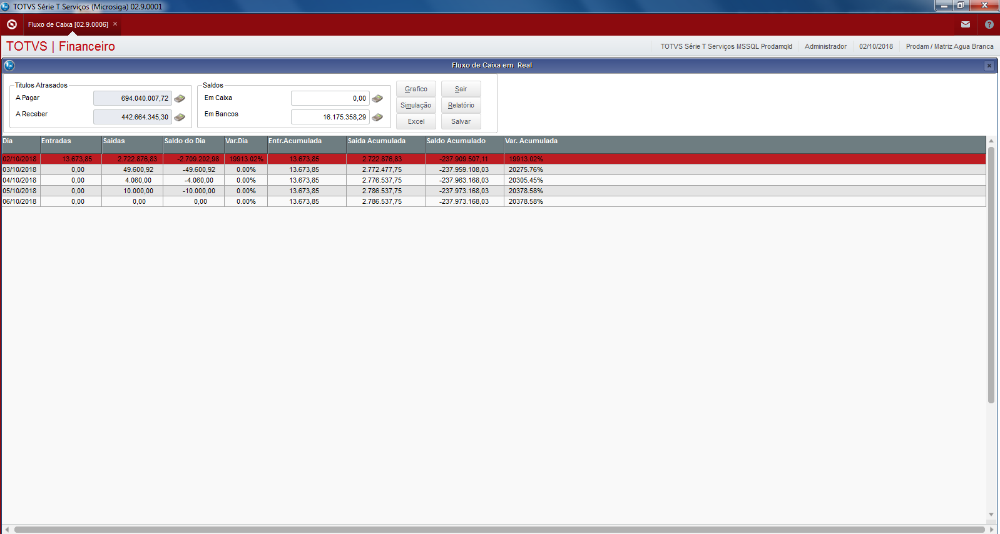 TOTVS Série T Serviços (Microsiga) 02.9.0001
Fluxo de Caixa [02.9.0006]
TOTVS | Financeiro
TOTVS Série T Serviços MSSQL Prodamqld Administrador 02/10/2018 Prodam / Matriz Agua Branca
Fluxo de Caixa em Real
Titulos Atrasados
A Pagar 694.040.007,72
A Receber 442.664.345,30
Saldos
Em Caixa 0,00
Em Bancos 16.175.358,29
Grafico Sair
Simulação Relatório
Excel Salvar
Dia Entradas Saidas Saldo do Dia Var.Dia Entr.Acumulada Saida Acumulada Saldo Acumulado Var. Acumulada
02/10/2018 13.673,85 2.722.876,83 -2.709.202,98 19913.02% 13.673,85 2.722.876,83 -237.909.507,11 19913.02%
03/10/2018 0,00 49.600,92 -49.600,92 0.00% 13.673,85 2.772.477,75 -237.959.108,03 20275.76%
04/10/2018 0,00 4.060,00 -4.060,00 0.00% 13.673,85 2.776.537,75 -237.963.168,03 20305.45%
05/10/2018 0,00 10.000,00 -10.000,00 0.00% 13.673,85 2.786.537,75 -237.973.168,03 20378.58%
06/10/2018 0,00 0,00 0,00 0.00% 13.673,85 2.786.537,75 -237.973.168,03 20378.58%